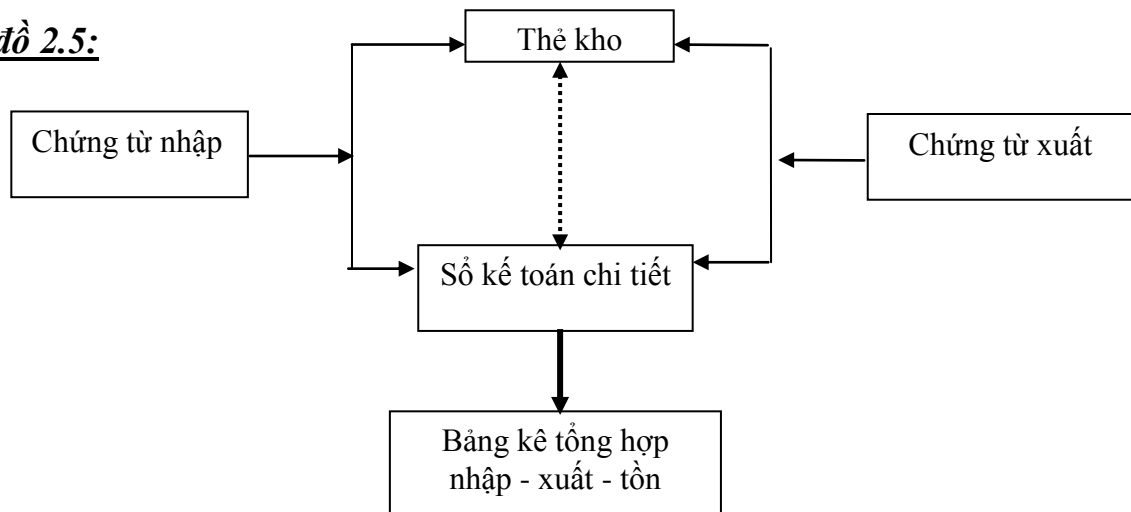 đồ 2.5:
Thẻ kho
Chứng từ nhập
Chứng từ xuất
Sổ kế toán chi tiết
Bảng kê tổng hợp
nhập - xuất - tồn